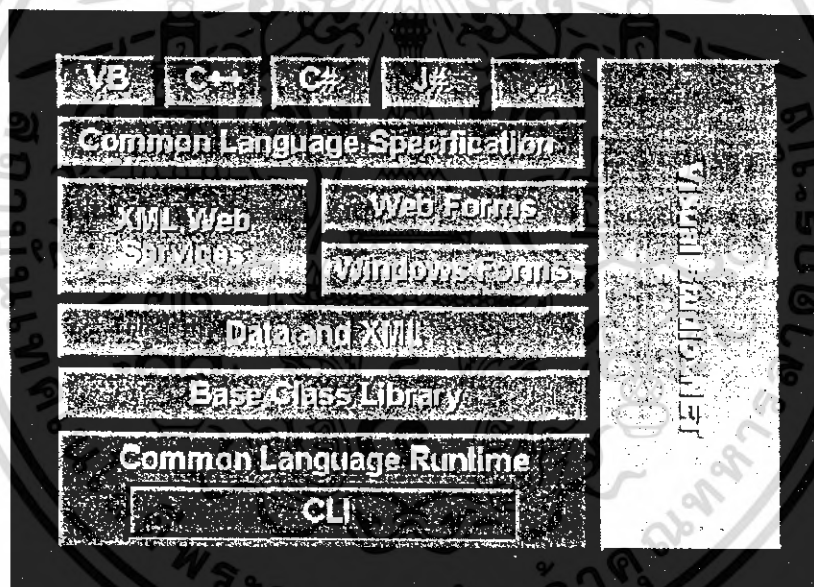 VB C++ C# J# ...
Common Language Specification
XML Web
Services
Web Forms
Windows Forms
Data and XML
Base Class Library
Common Language Runtime
CLI
Visual Studio .NET